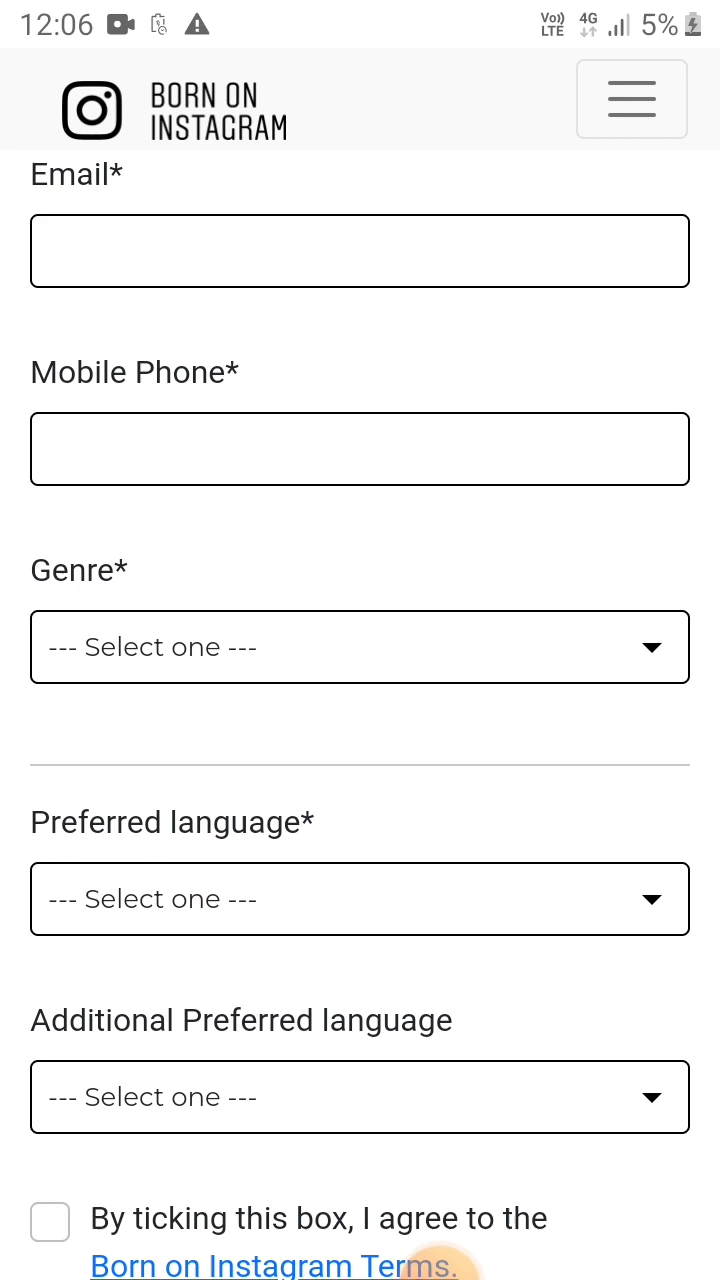 12:06 Vo)) LTE 4G 5%
BORN ON
INSTAGRAM
Email*
Mobile Phone*
Genre*
--- Select one ---
Preferred language*
--- Select one ---
Additional Preferred language
--- Select one ---
By ticking this box, I agree to the
Born on Instagram Terms.